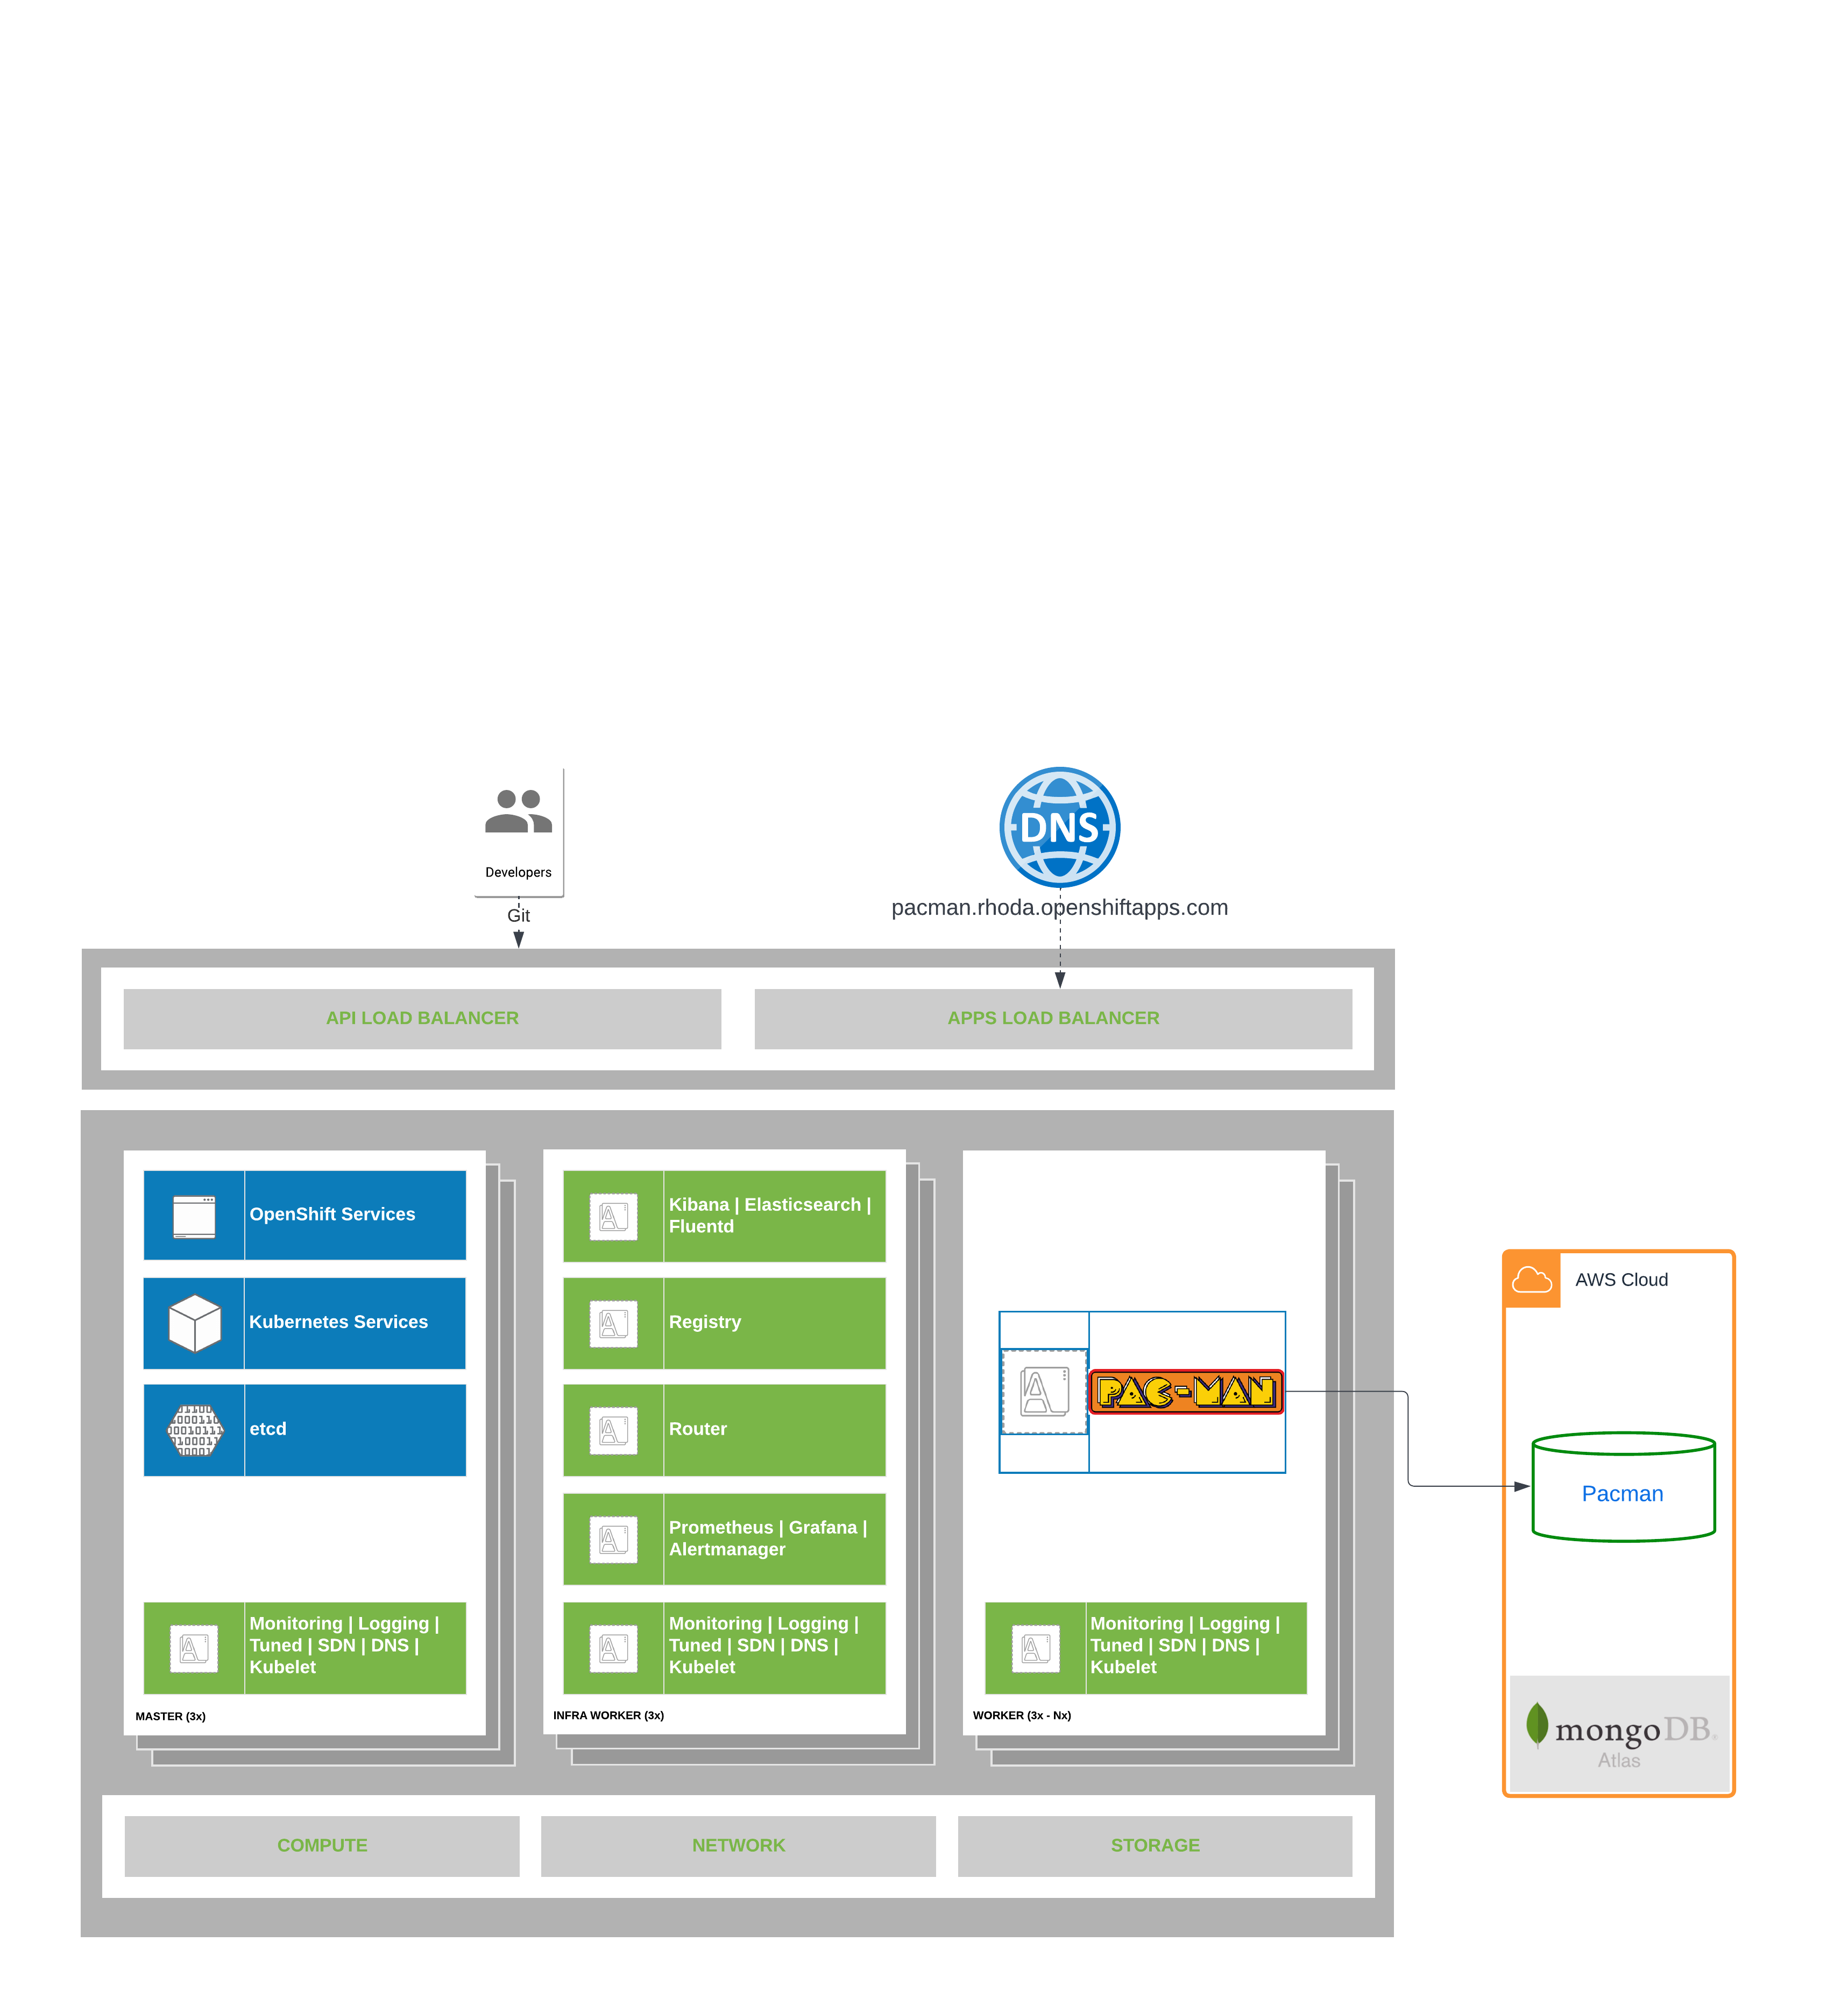 Developers
Git
DNS
pacman.rhoda.openshiftapps.com
API LOAD BALANCER
APPS LOAD BALANCER
OpenShift Services
Kubernetes Services
etcd
Monitoring | Logging |
Tuned | SDN | DNS |
Kubelet
MASTER (3x)
Kibana | Elasticsearch |
Fluentd
Registry
Router
Prometheus | Grafana |
Alertmanager
Monitoring | Logging |
Tuned | SDN | DNS |
Kubelet
INFRA WORKER (3x)
PAC-MAN
Monitoring | Logging |
Tuned | SDN | DNS |
Kubelet
WORKER (3x - Nx)
COMPUTE
NETWORK
STORAGE
AWS Cloud
Pacman
mongoDB®
Atlas